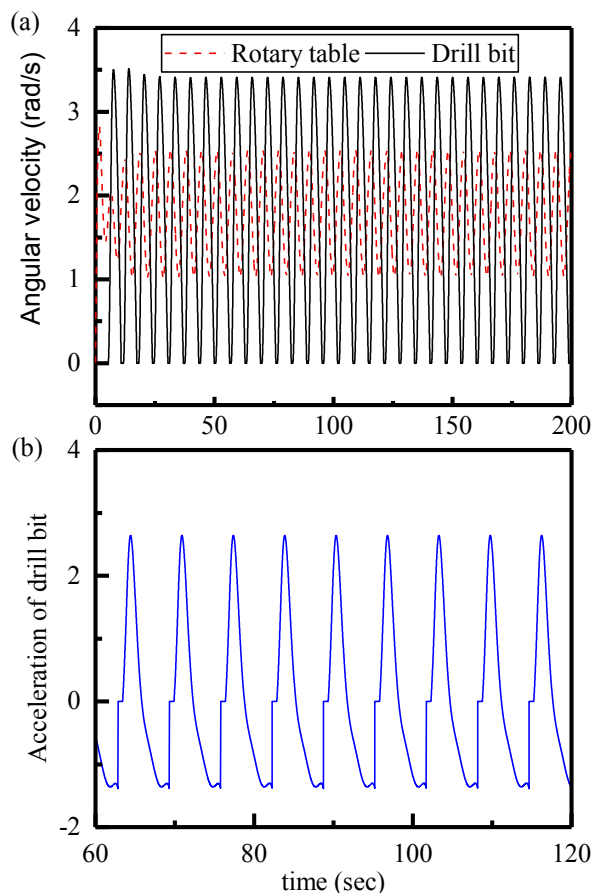 (a)
Rotary table Drill bit
Angular velocity (rad/s)
4
3
2
1
0
0 50 100 150 200
(b)
Acceleration of drill bit
4
2
0
-2
60 80 100 120
time (sec)